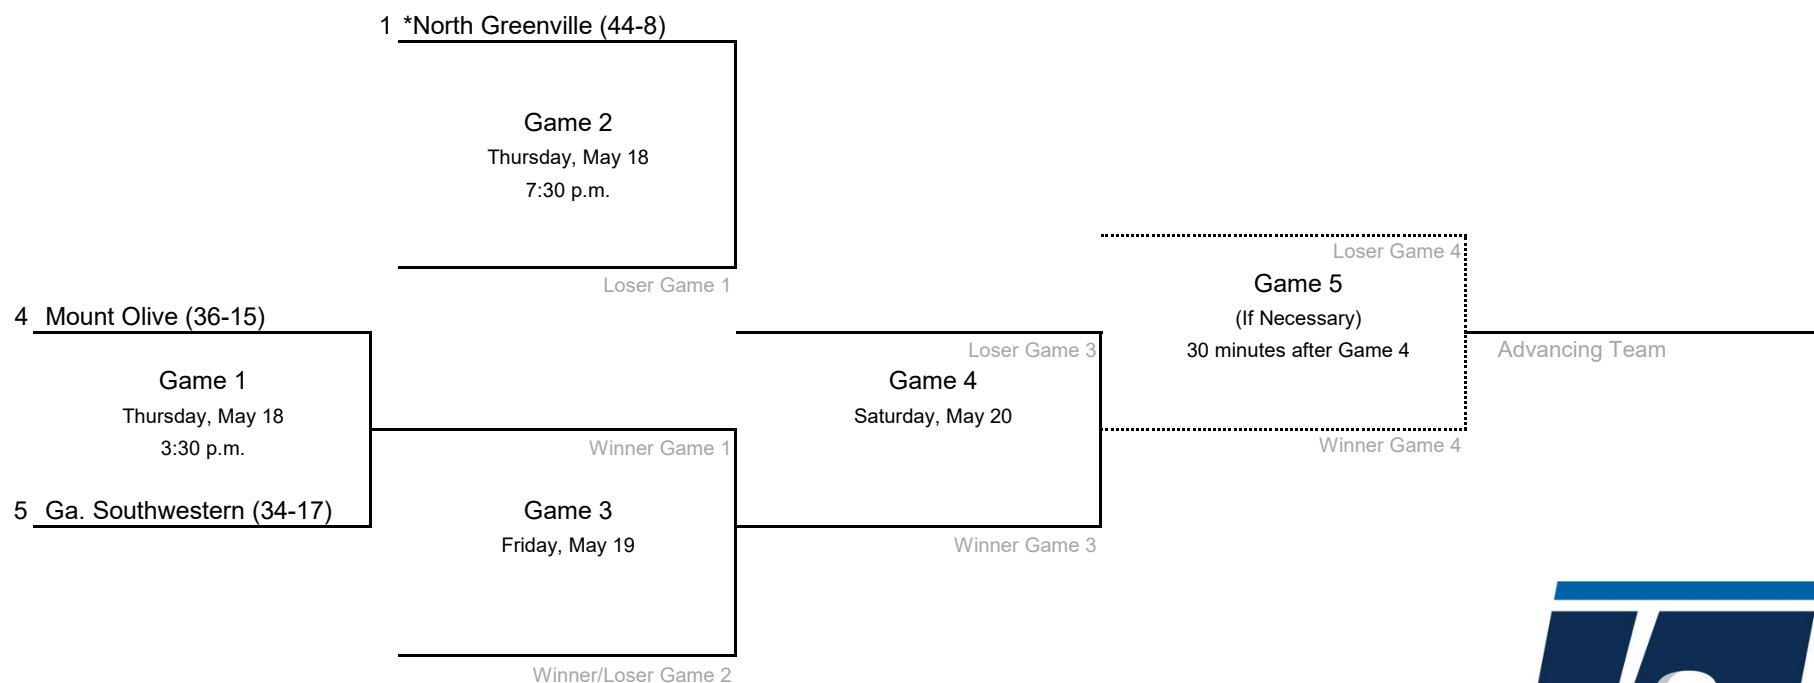 1 *North Greenville (44-8)
Game 2
Thursday, May 18
7:30 p.m.
Loser Game 1
4 Mount Olive (36-15)
Game 1
Thursday, May 18
3:30 p.m.
5 Ga. Southwestern (34-17)
Winner Game 1
Game 3
Friday, May 19
Winner/Loser Game 2
Loser Game 3
Game 4
Saturday, May 20
Winner Game 3
Loser Game 4
Game 5
(If Necessary)
30 minutes after Game 4
Winner Game 4
Advancing Team